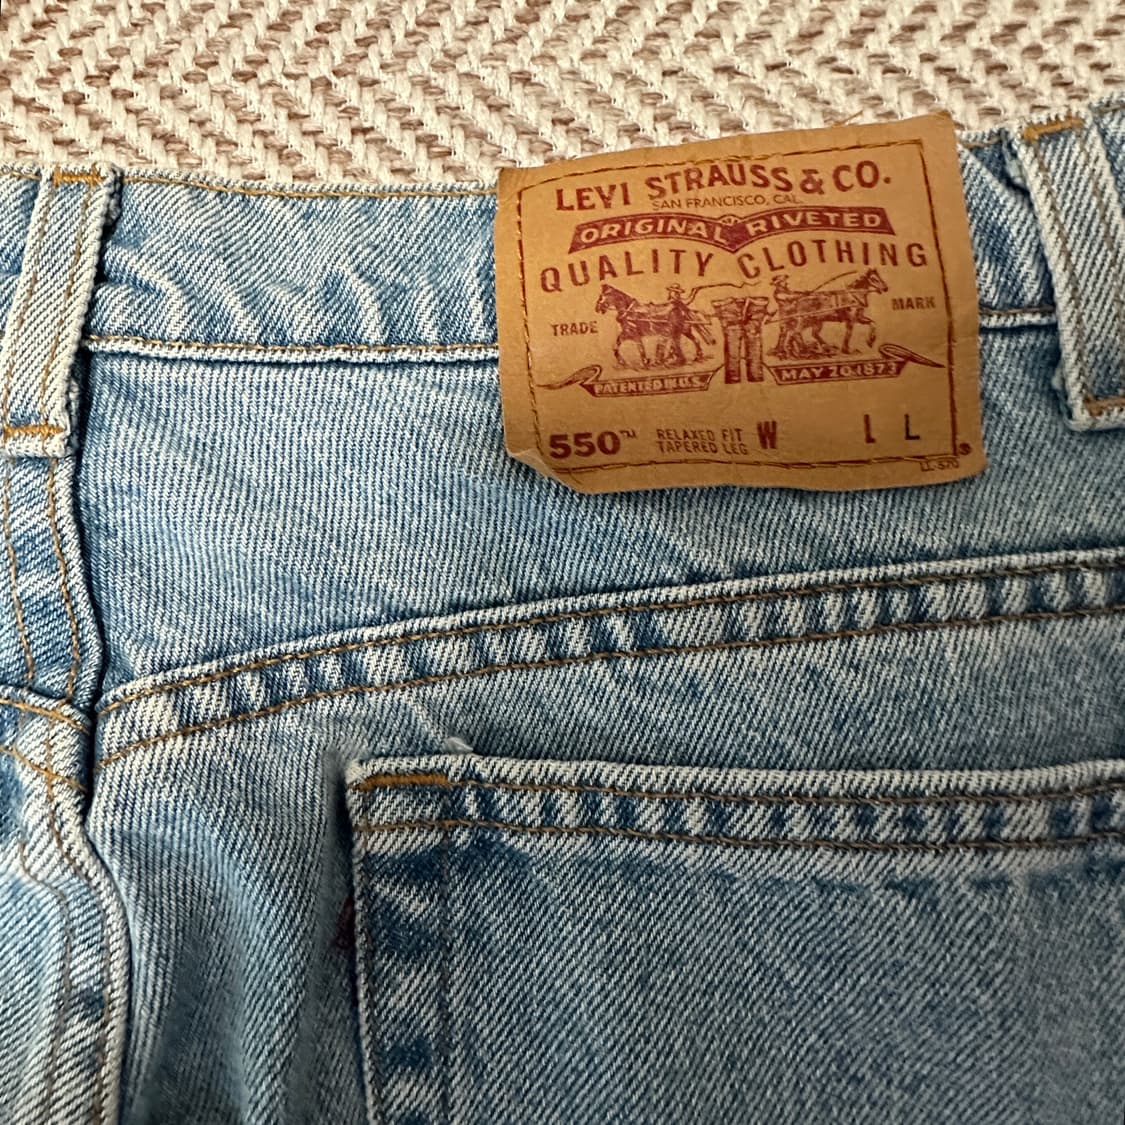 LEVI STRAUSS & CO.
SAN FRANCISCO, CAL.
ORIGINAL RIVETED
QUALITY CLOTHING
TRADE MARK
PATENTED IN U.S. MAY 20 1873
550™ RELAXED FIT W L L
TAPERED LEG
®